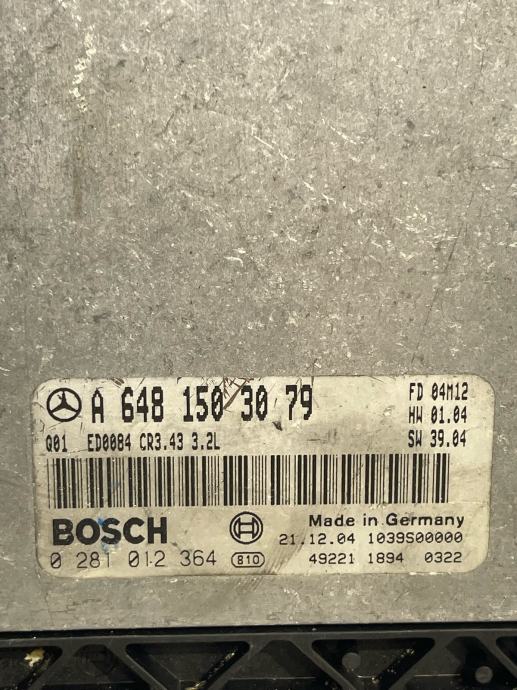 A 648 150 30 79
FD 04M12
HW 01.04
Q01 ED0084 CR3.43 3.2L
SW 39.04
BOSCH
Made in Germany
21.12.04 1039S00000
0 281 012 364 810
49221 1894 0322